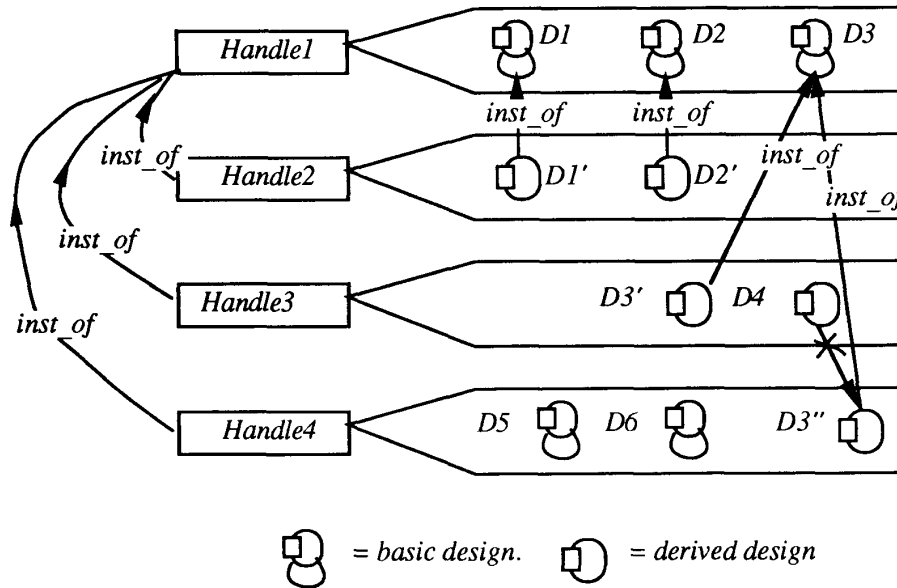 Handle1
D1
D2
D3
inst_of
inst_of
inst_of
inst_of
Handle2
D1'
D2'
inst_of
inst_of
Handle3
D3'
D4
inst_of
Handle4
D5
D6
D3''
= basic design.
= derived design